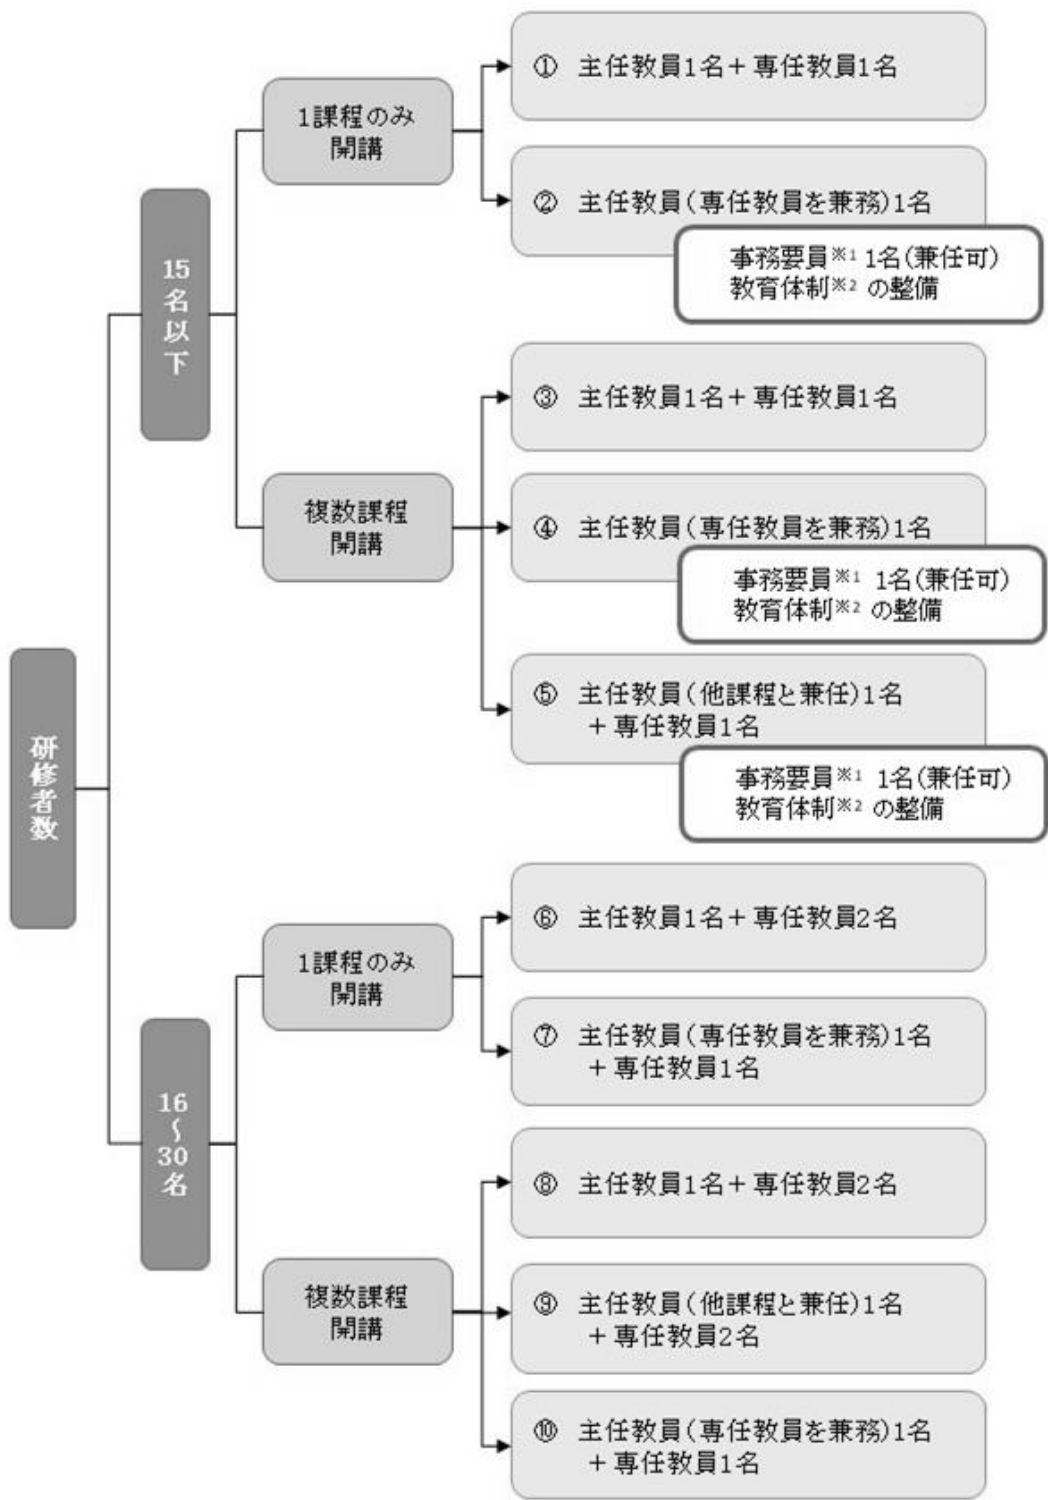 研修者数
15名以下
1課程のみ
開講
① 主任教員1名＋専任教員1名
② 主任教員(専任教員を兼務)1名
事務要員※1 1名(兼任可)
教育体制※2 の整備
複数課程
開講
③ 主任教員1名＋専任教員1名
④ 主任教員(専任教員を兼務)1名
事務要員※1 1名(兼任可)
教育体制※2 の整備
⑤ 主任教員(他課程と兼任)1名
＋専任教員1名
事務要員※1 1名(兼任可)
教育体制※2 の整備
16～30名
1課程のみ
開講
⑥ 主任教員1名＋専任教員2名
⑦ 主任教員(専任教員を兼務)1名
＋専任教員1名
複数課程
開講
⑧ 主任教員1名＋専任教員2名
⑨ 主任教員(他課程と兼任)1名
＋専任教員2名
⑩ 主任教員(専任教員を兼務)1名
＋専任教員1名